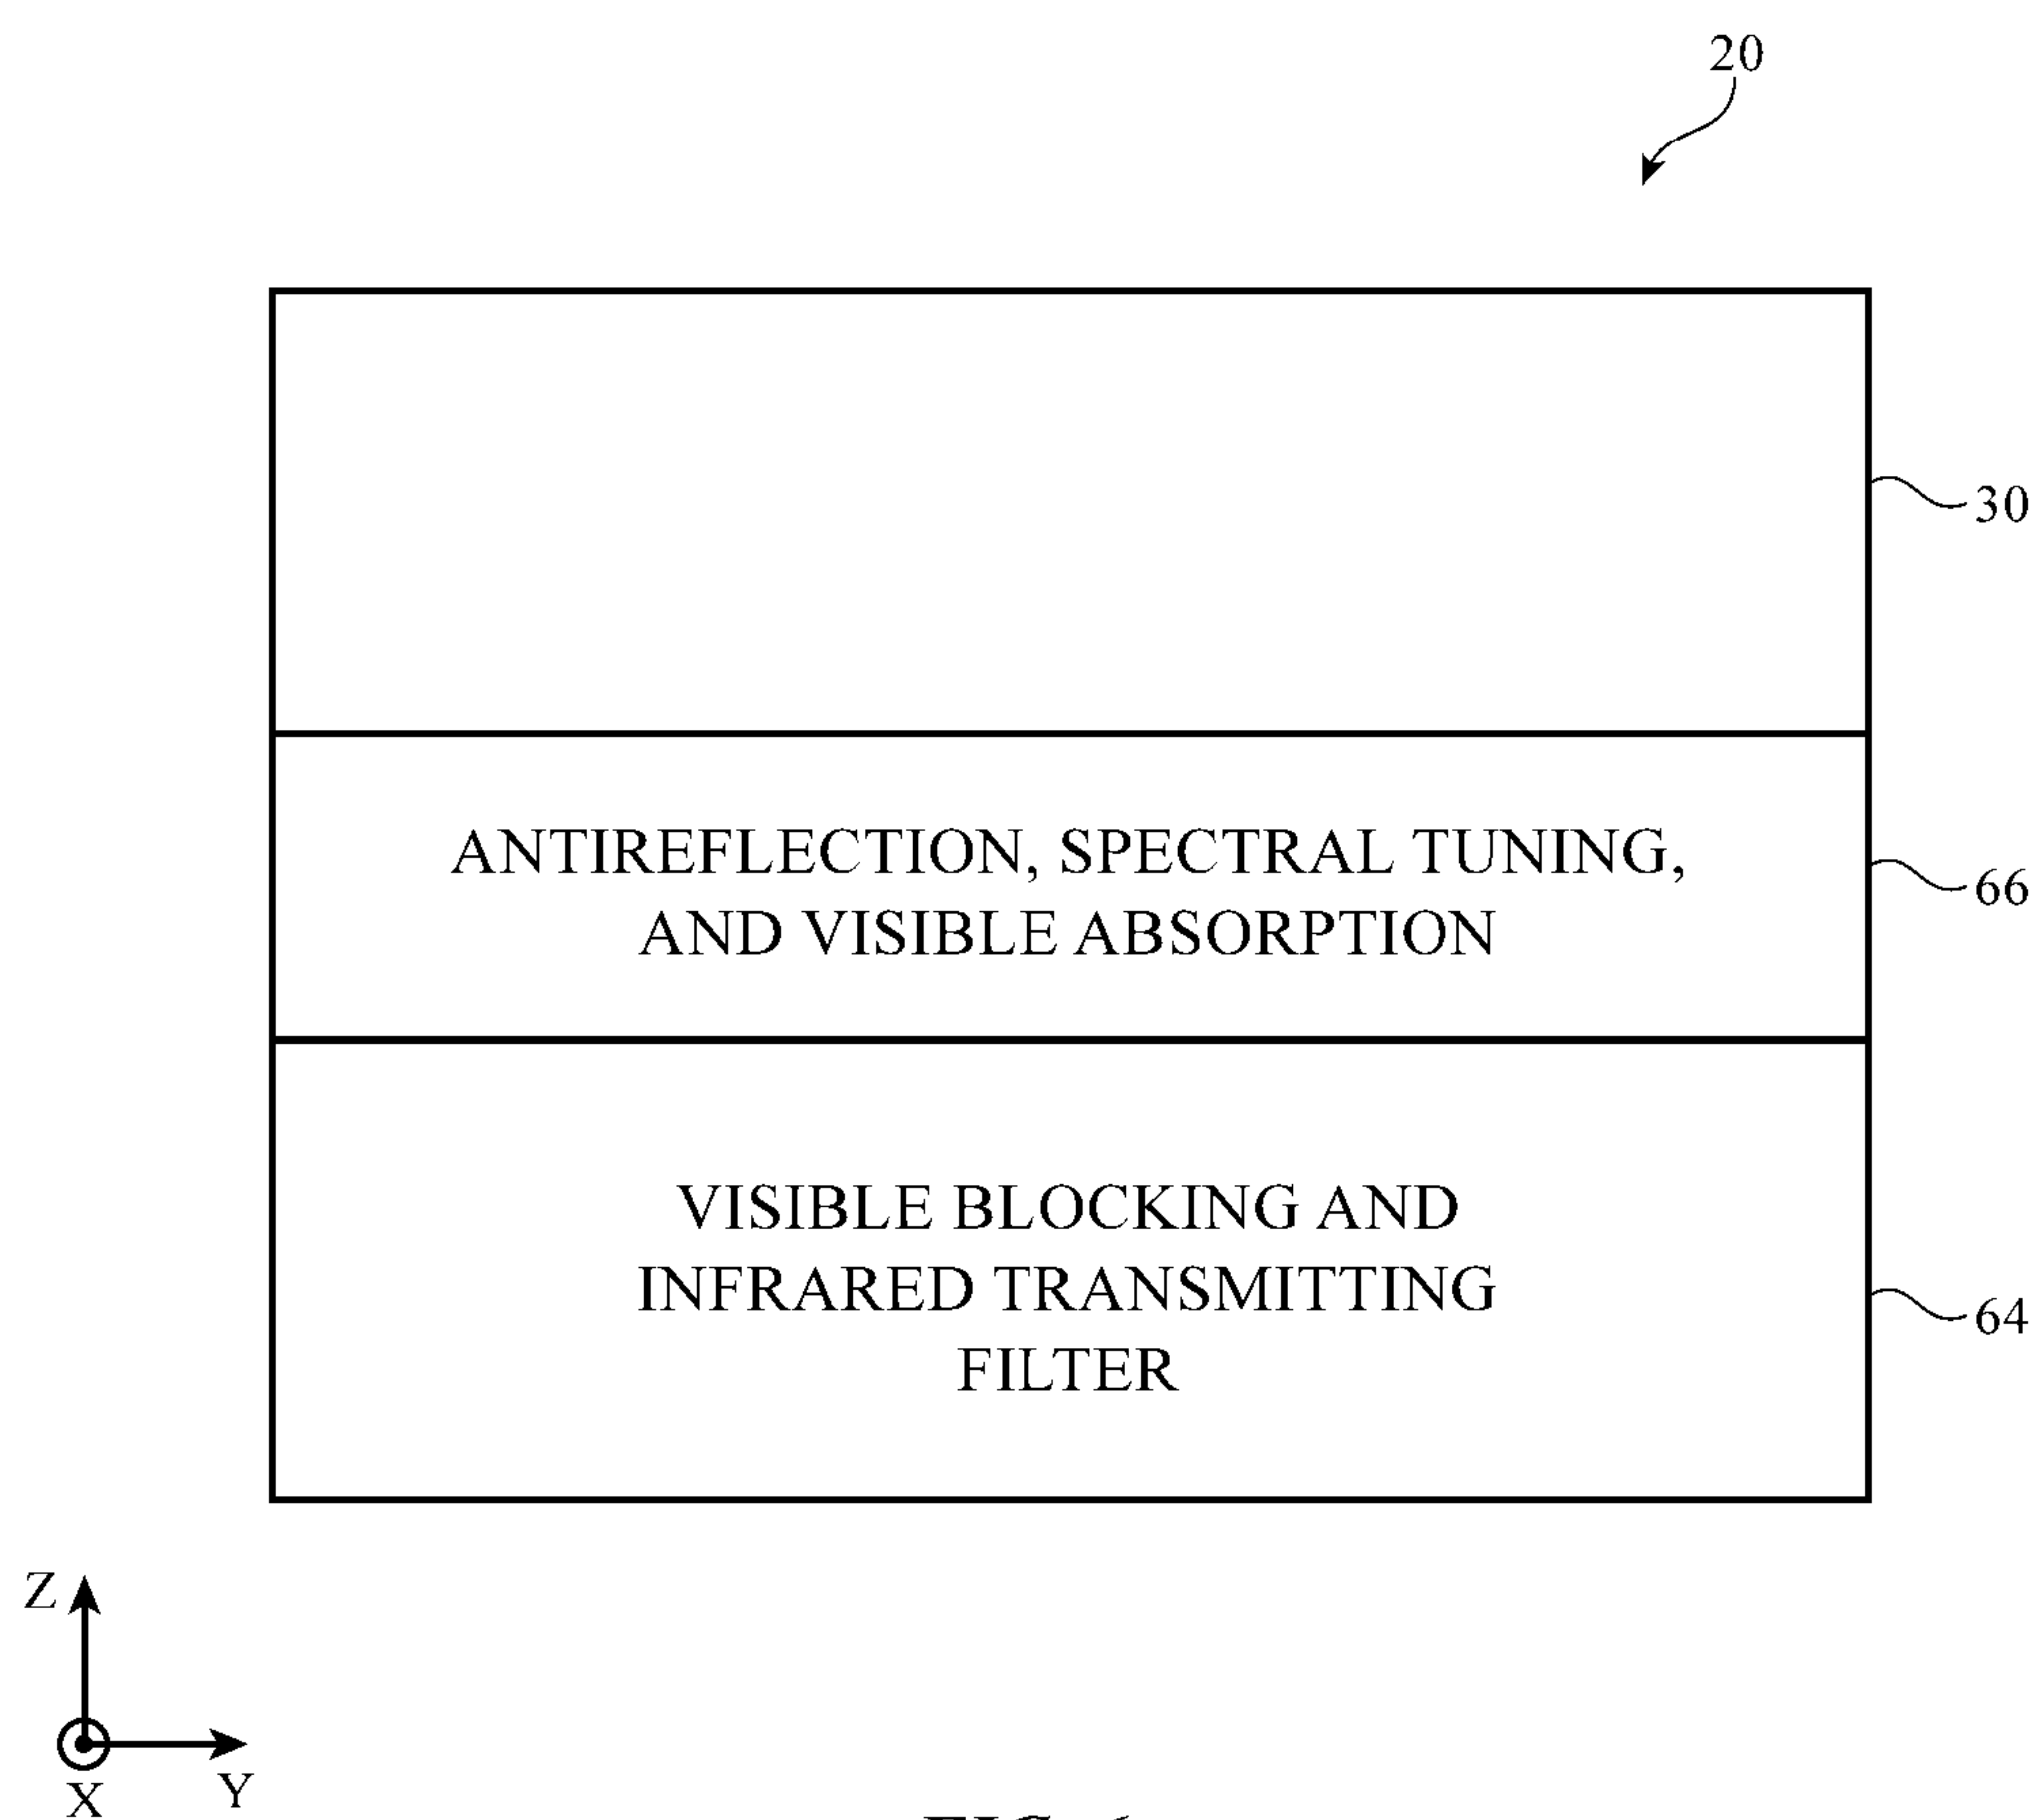 20
30
ANTIREFLECTION, SPECTRAL TUNING,
AND VISIBLE ABSORPTION
66
VISIBLE BLOCKING AND
INFRARED TRANSMITTING
FILTER
64
Z
X
Y